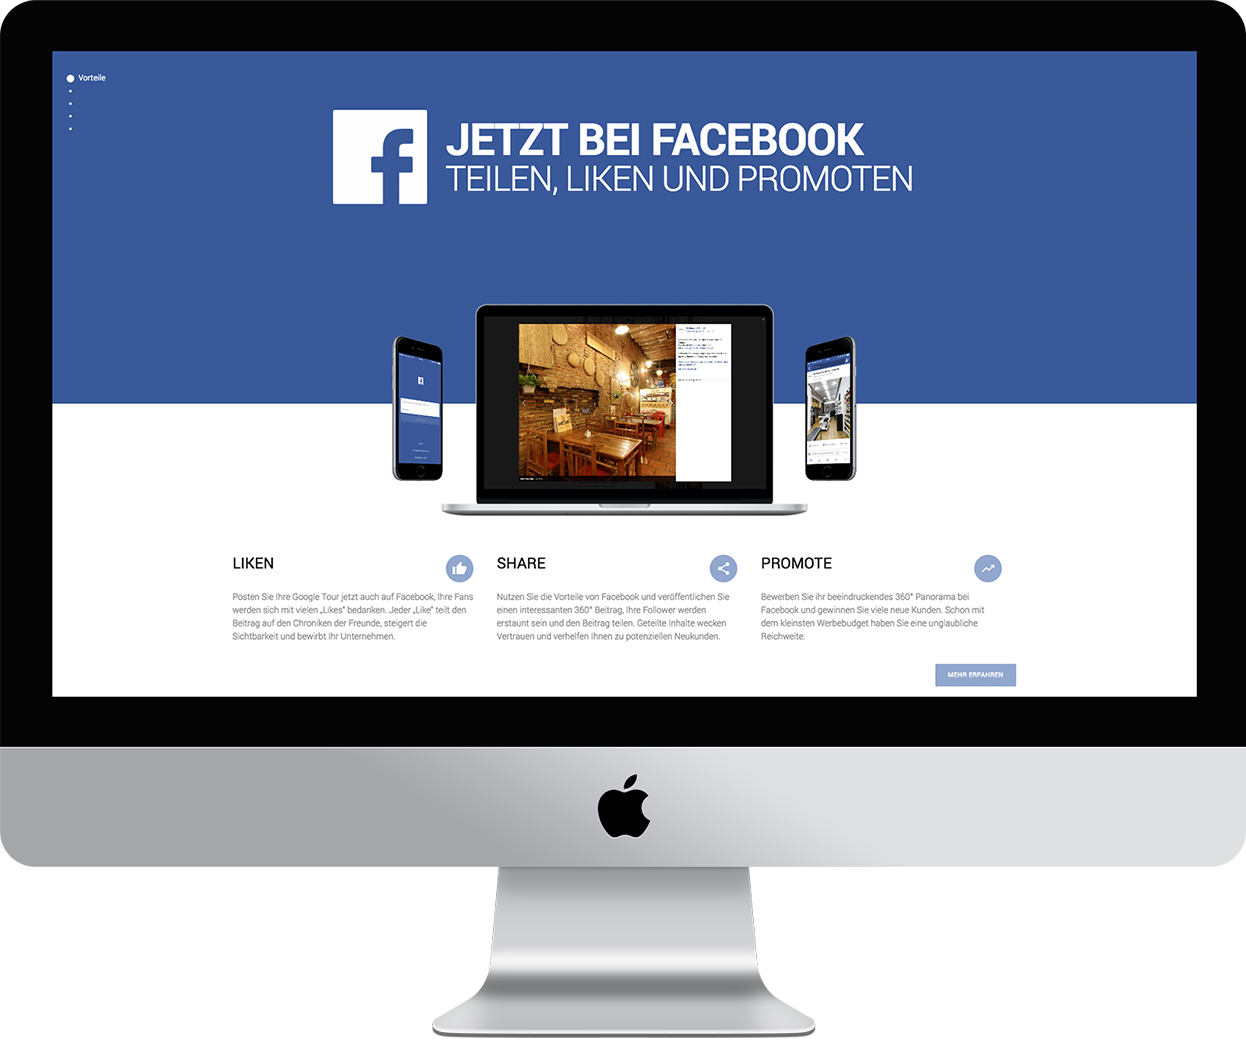 Vorteile
JETZT BEI FACEBOOK
TEILEN, LIKEN UND PROMOTEN
LIKEN
Posten Sie Ihre Google Tour jetzt auch auf Facebook, Ihre Fans
werden sich mit vielen „Likes" bedanken. Jeder „Like" teilt den
Beitrag auf den Chroniken der Freunde, steigert die
Sichtbarkeit und bewirbt Ihr Unternehmen.
SHARE
Nutzen Sie die Vorteile von Facebook und veröffentlichen Sie
einen interessanten 360° Beitrag, Ihre Follower werden
erstaunt sein und den Beitrag teilen. Geteilte Inhalte wecken
Vertrauen und verhelfen Ihnen zu potenziellen Neukunden.
PROMOTE
Bewerben Sie ihr beeindruckendes 360° Panorama bei
Facebook und gewinnen Sie viele neue Kunden. Schon mit
dem kleinsten Werbebudget haben Sie eine unglaubliche
Reichweite.
MEHR ERFAHREN